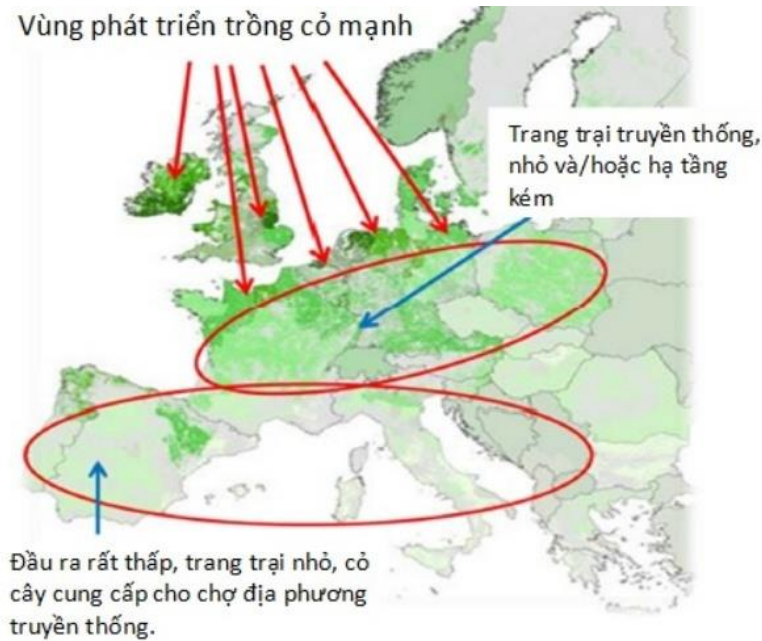 Vùng phát triển trồng cỏ mạnh
Trang trại truyền thống,
nhỏ và/hoặc hạ tầng
kém
Đầu ra rất thấp, trang trại nhỏ, cỏ
cây cung cấp cho chợ địa phương
truyền thống.